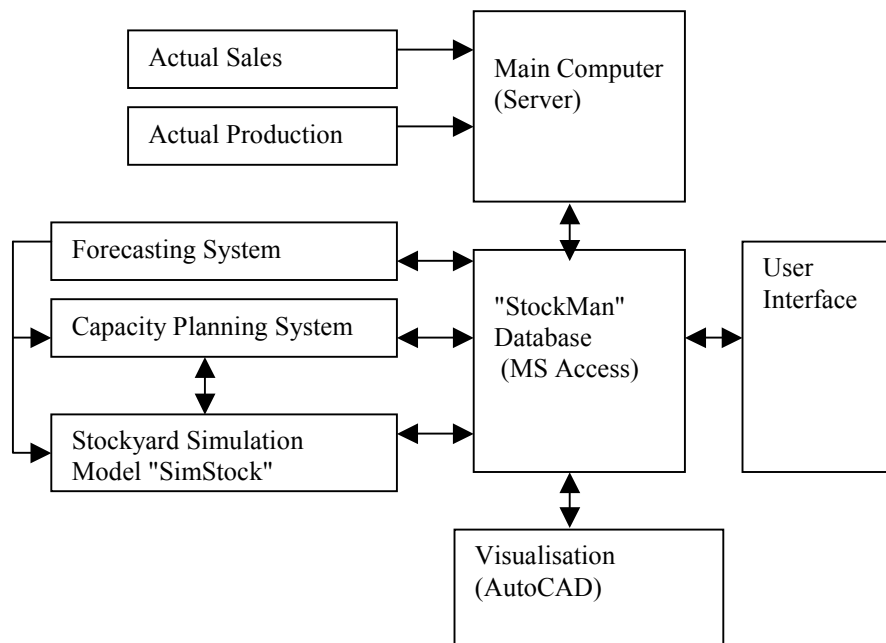 Actual Sales
Main Computer
(Server)
Actual Production
Forecasting System
Capacity Planning System
Stockyard Simulation
Model "SimStock"
"StockMan"
Database
(MS Access)
User
Interface
Visualisation
(AutoCAD)